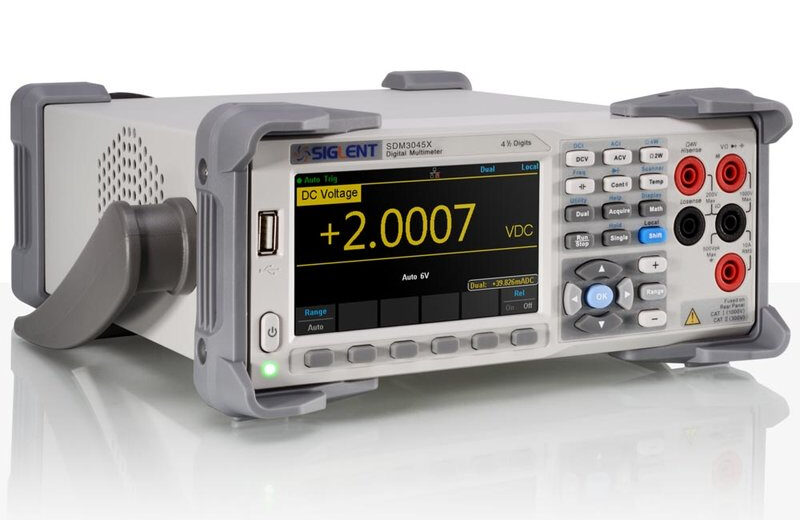 SIGLENT
SDM3045X
Digital Multimeter
4 ½ Digits
Auto Trig
Dual
Local
DC Voltage
+2.0007 VDC
Auto 6V
Dual: +39.826mADC
Range
Auto
Rel
On Off
DCI ACI Ω4W
DCV ACV Ω2W
Freq Scanner
Cont Temp
Utility Help Display
Dual Acquire Math
Hold Local
Run Stop Single Shift
+
OK Range
−
Ω4W
Hisense
Losense
VΩ
HI
LO
200V
Max
1000V
Max
500Vpk
Max
10A
RMS
Fused on
Rear Panel
CAT I (1000V)
CAT II (300V)